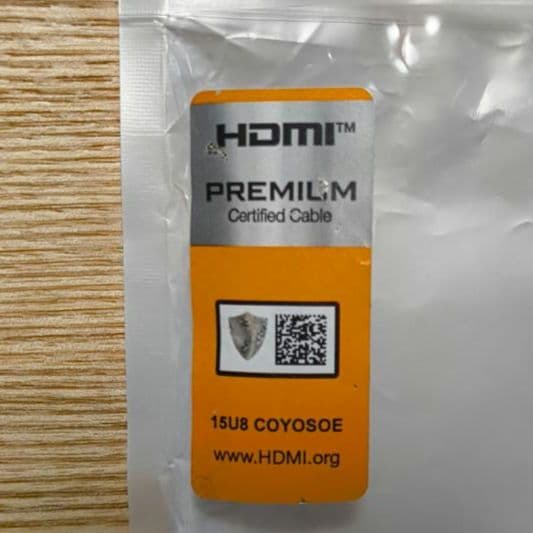 HDMI™
PREMIUM
Certified Cable
15U8 COYOSOE
www.HDMI.org